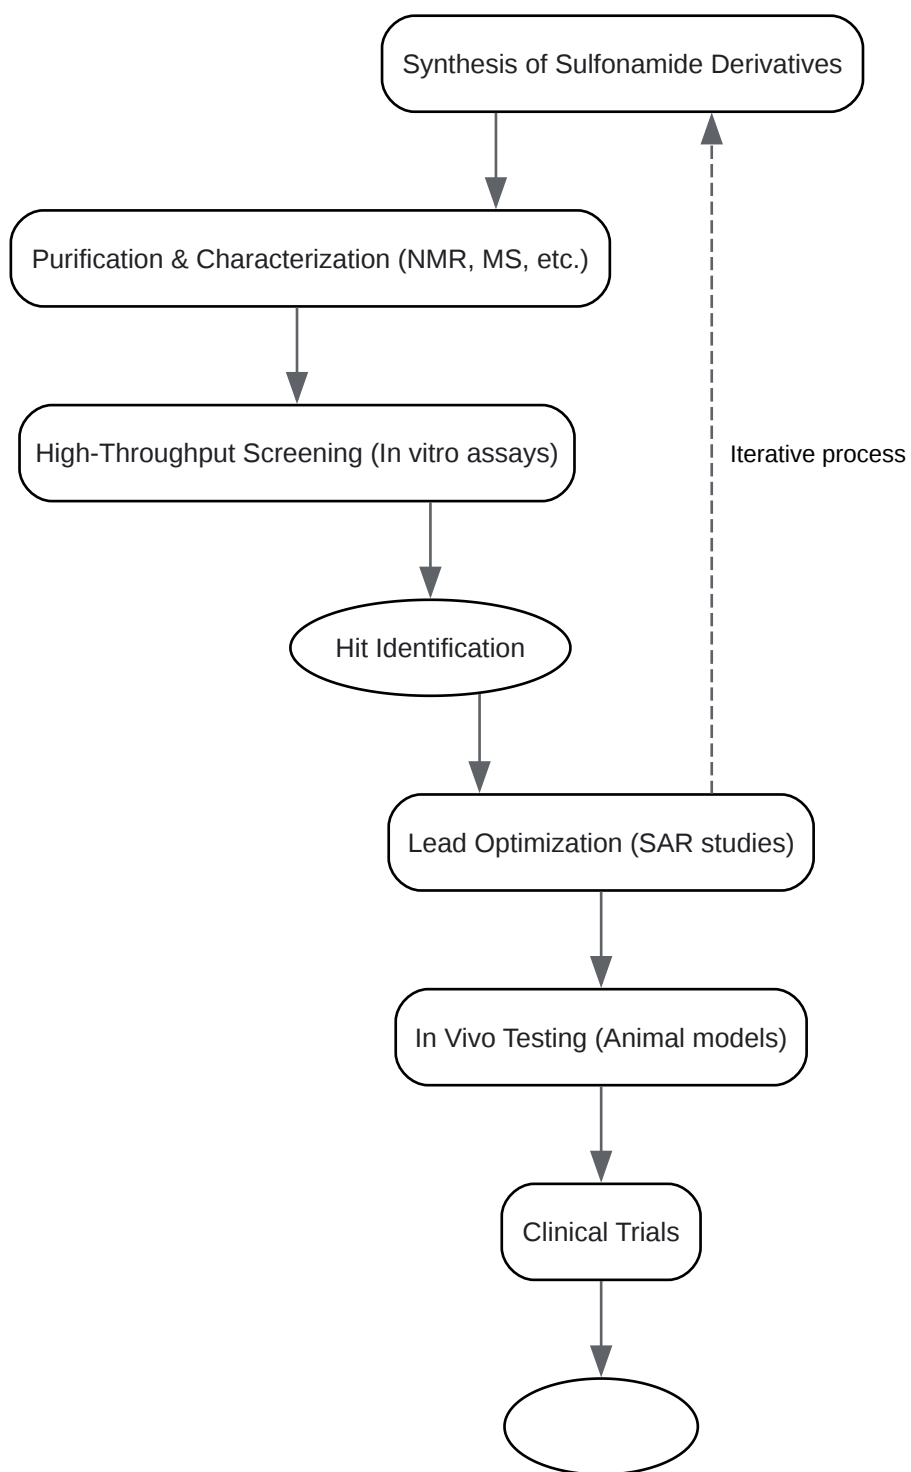 Synthesis of Sulfonamide Derivatives
Purification & Characterization (NMR, MS, etc.)
High-Throughput Screening (In vitro assays)
Iterative process
Hit Identification
Lead Optimization (SAR studies)
In Vivo Testing (Animal models)
Clinical Trials